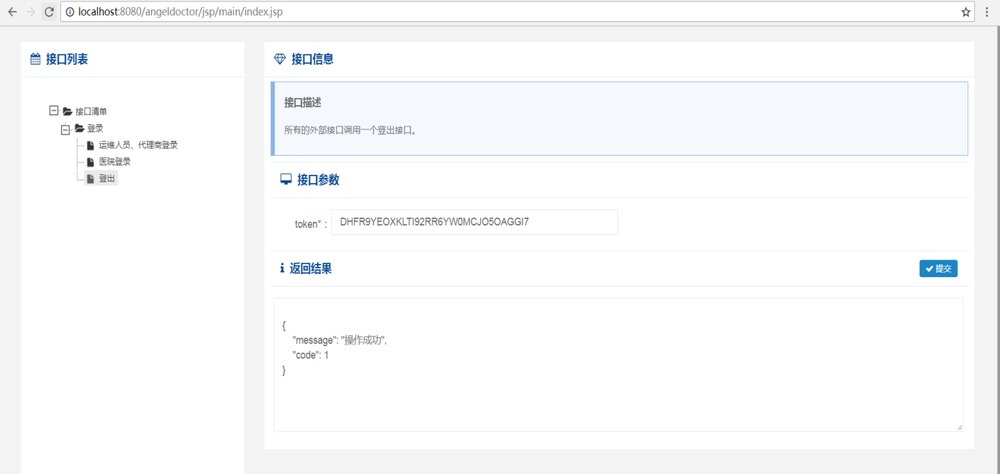 localhost:8080/angeldoctor/jsp/main/index.jsp
接口列表
接口清单
登录
运维人员、代理商登录
医院登录
登出
接口信息
接口描述
所有的外部接口调用一个登出接口。
接口参数
token* : DHFR9YEOXKLTI92RR6YW0MCJO5OAGGI7
返回结果
提交
{
"message": "操作成功",
"code": 1
}